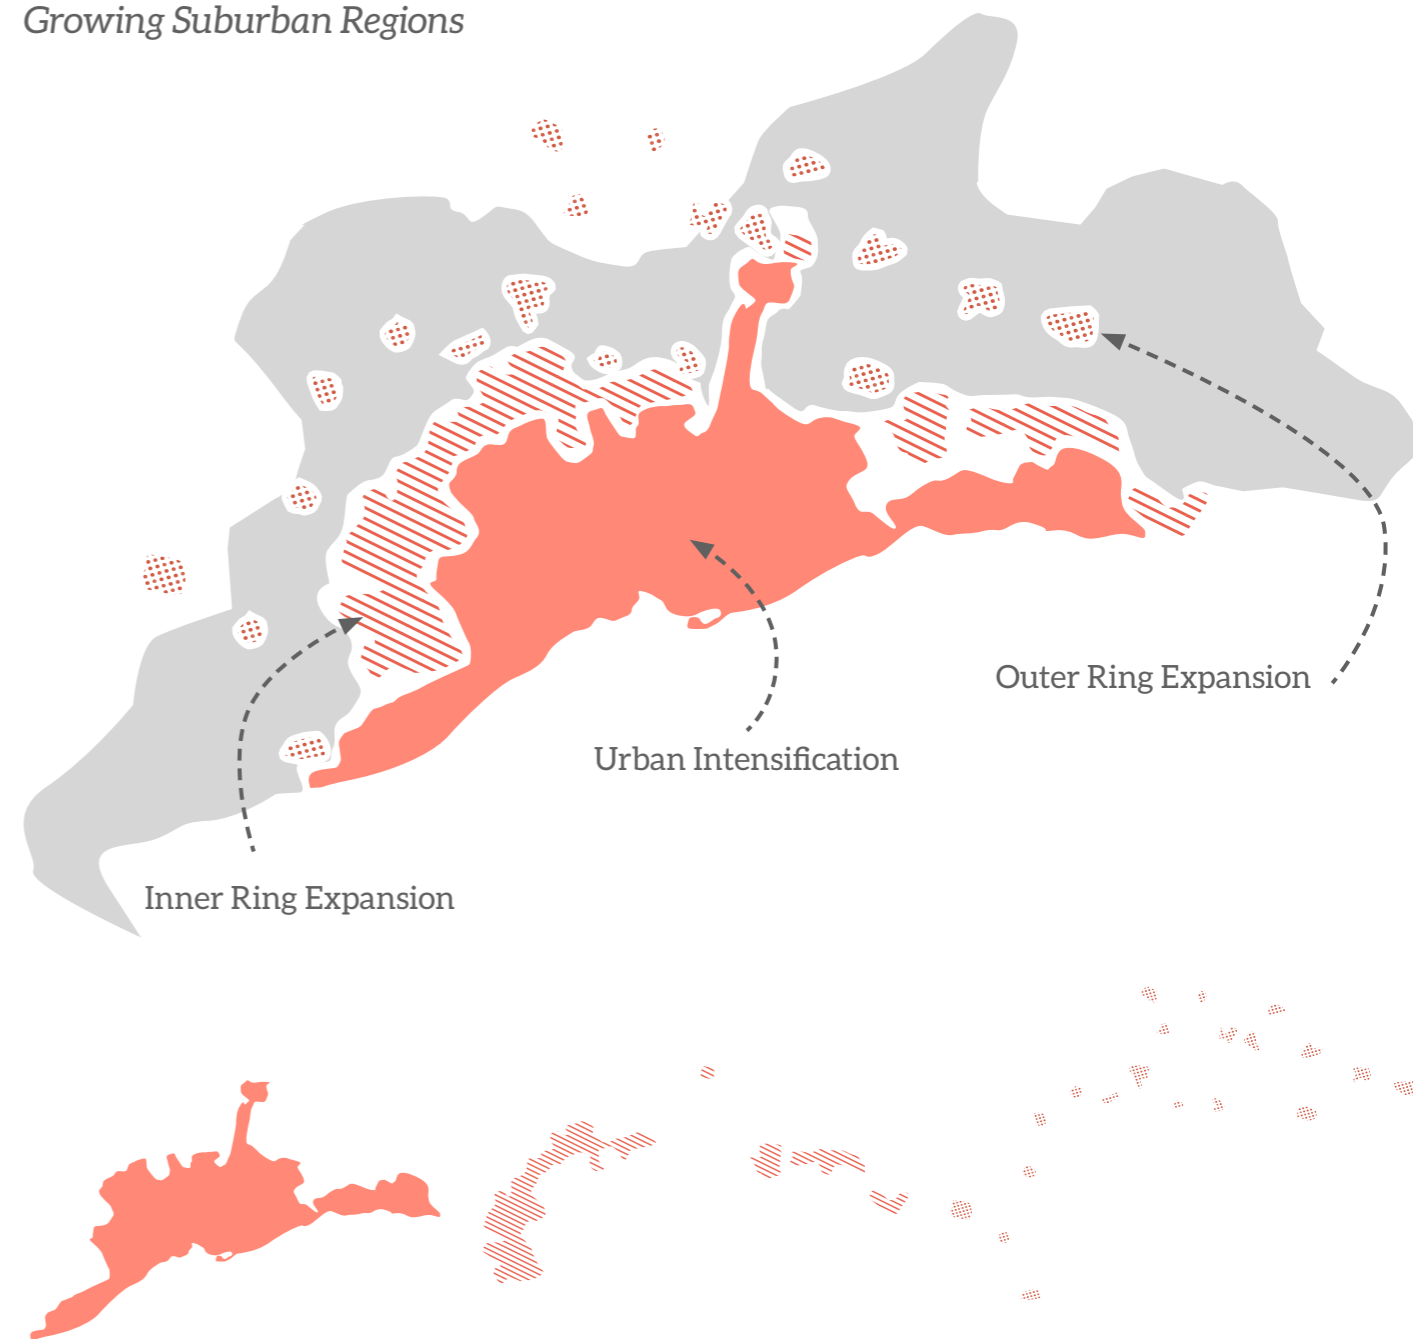 Growing Suburban Regions
Outer Ring Expansion
Urban Intensification
Inner Ring Expansion